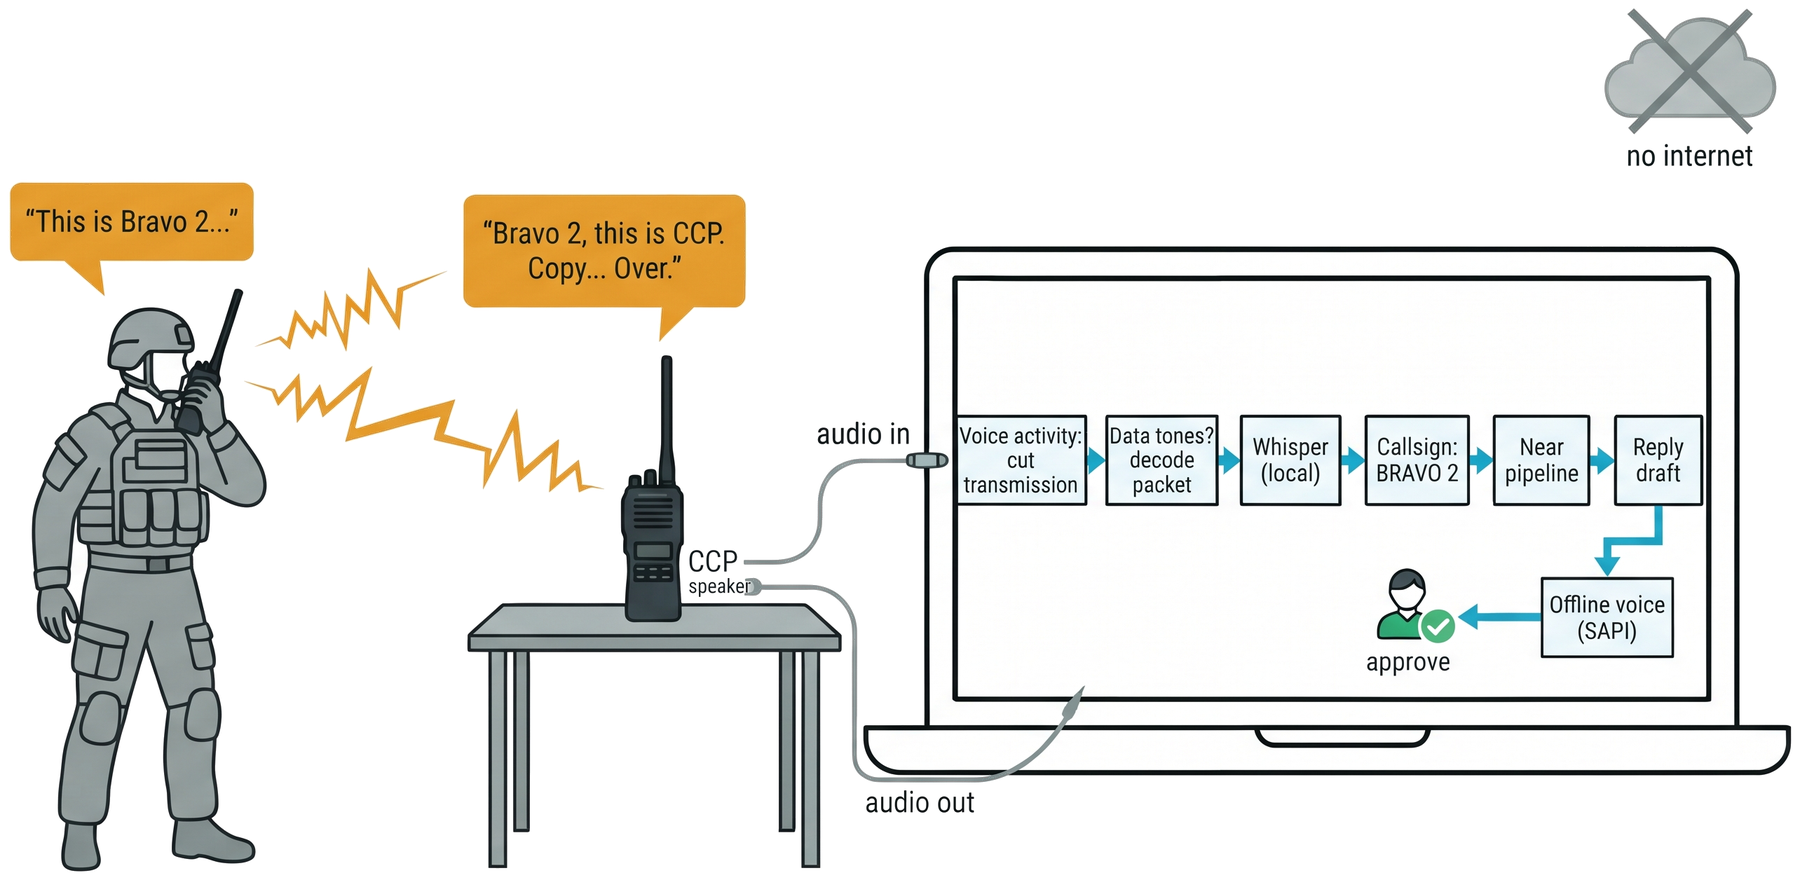 no internet
“This is Bravo 2...”
“Bravo 2, this is CCP.
Copy... Over.”
audio in
Voice activity:
cut
transmission
Data tones?
decode
packet
Whisper
(local)
Callsign:
BRAVO 2
Near
pipeline
Reply
draft
CCP
speaker
Offline voice
(SAPI)
approve
audio out